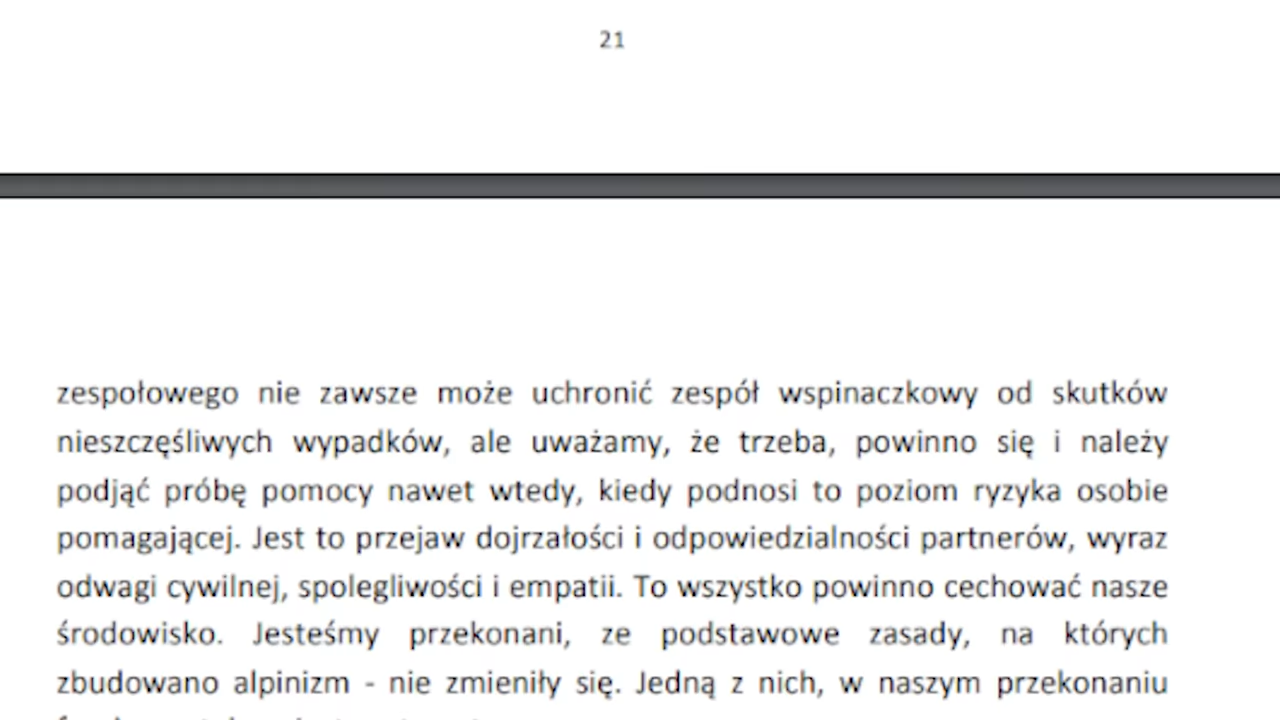 21
zespołowego nie zawsze może uchronić zespół wspinaczkowy od skutków
nieszczęśliwych wypadków, ale uważamy, że trzeba, powinno się i należy
podjąć próbę pomocy nawet wtedy, kiedy podnosi to poziom ryzyka osobie
pomagającej. Jest to przejaw dojrzałości i odpowiedzialności partnerów, wyraz
odwagi cywilnej, spolegliwości i empatii. To wszystko powinno cechować nasze
środowisko. Jesteśmy przekonani, ze podstawowe zasady, na których
zbudowano alpinizm - nie zmieniły się. Jedną z nich, w naszym przekonaniu